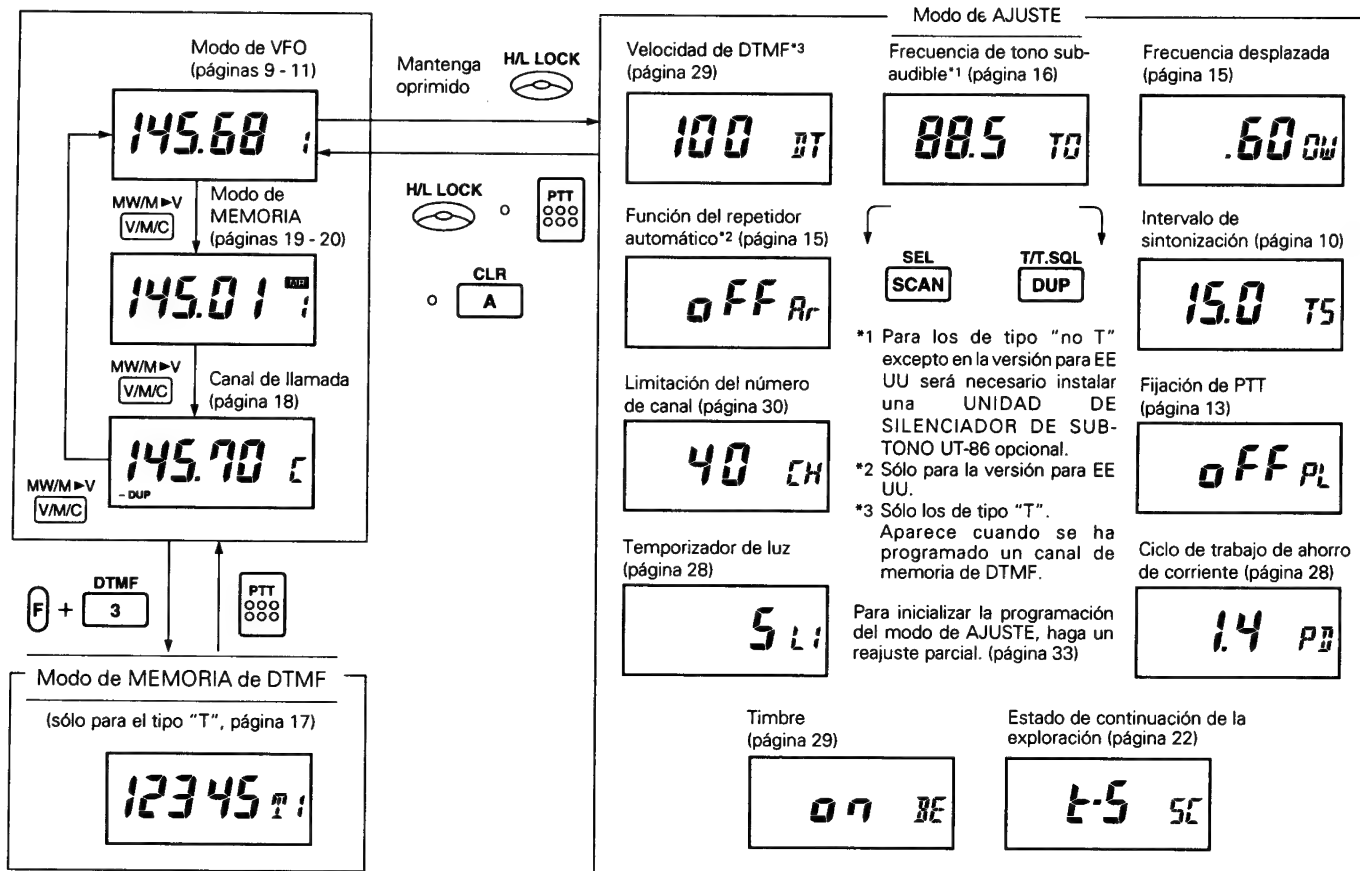 Modo de VFO
(páginas 9 - 11)
145.68 1
MW/M►V
V/M/C
Modo de
MEMORIA
(páginas 19 - 20)
145.01 MR 1
MW/M►V
V/M/C
Canal de llamada
(página 18)
145.70 C
- DUP
MW/M►V
V/M/C
Mantenga
oprimido
H/L LOCK
H/L LOCK
o
PTT
o
CLR
A
F + DTMF
3
PTT
Modo de MEMORIA de DTMF
(sólo para el tipo "T", página 17)
12345 T1
Modo de AJUSTE
Velocidad de DTMF*3
(página 29)
100 DT
Frecuencia de tono sub-
audible*1 (página 16)
88.5 TO
Frecuencia desplazada
(página 15)
.60 OW
Función del repetidor
automático*2 (página 15)
oFF Ar
SEL
SCAN
T/T.SQL
DUP
Intervalo de
sintonización (página 10)
15.0 TS
Limitación del número
de canal (página 30)
40 CH
*1 Para los de tipo "no T"
excepto en la versión para EE
UU será necesario instalar
una UNIDAD DE
SILENCIADOR DE SUB-
TONO UT-86 opcional.
*2 Sólo para la versión para EE
UU.
*3 Sólo los de tipo "T".
Aparece cuando se ha
programado un canal de
memoria de DTMF.
Fijación de PTT
(página 13)
oFF PL
Temporizador de luz
(página 28)
5 LI
Para inicializar la programación
del modo de AJUSTE, haga un
reajuste parcial. (página 33)
Ciclo de trabajo de ahorro
de corriente (página 28)
1.4 PD
Timbre
(página 29)
on BE
Estado de continuación de la
exploración (página 22)
t-5 SC